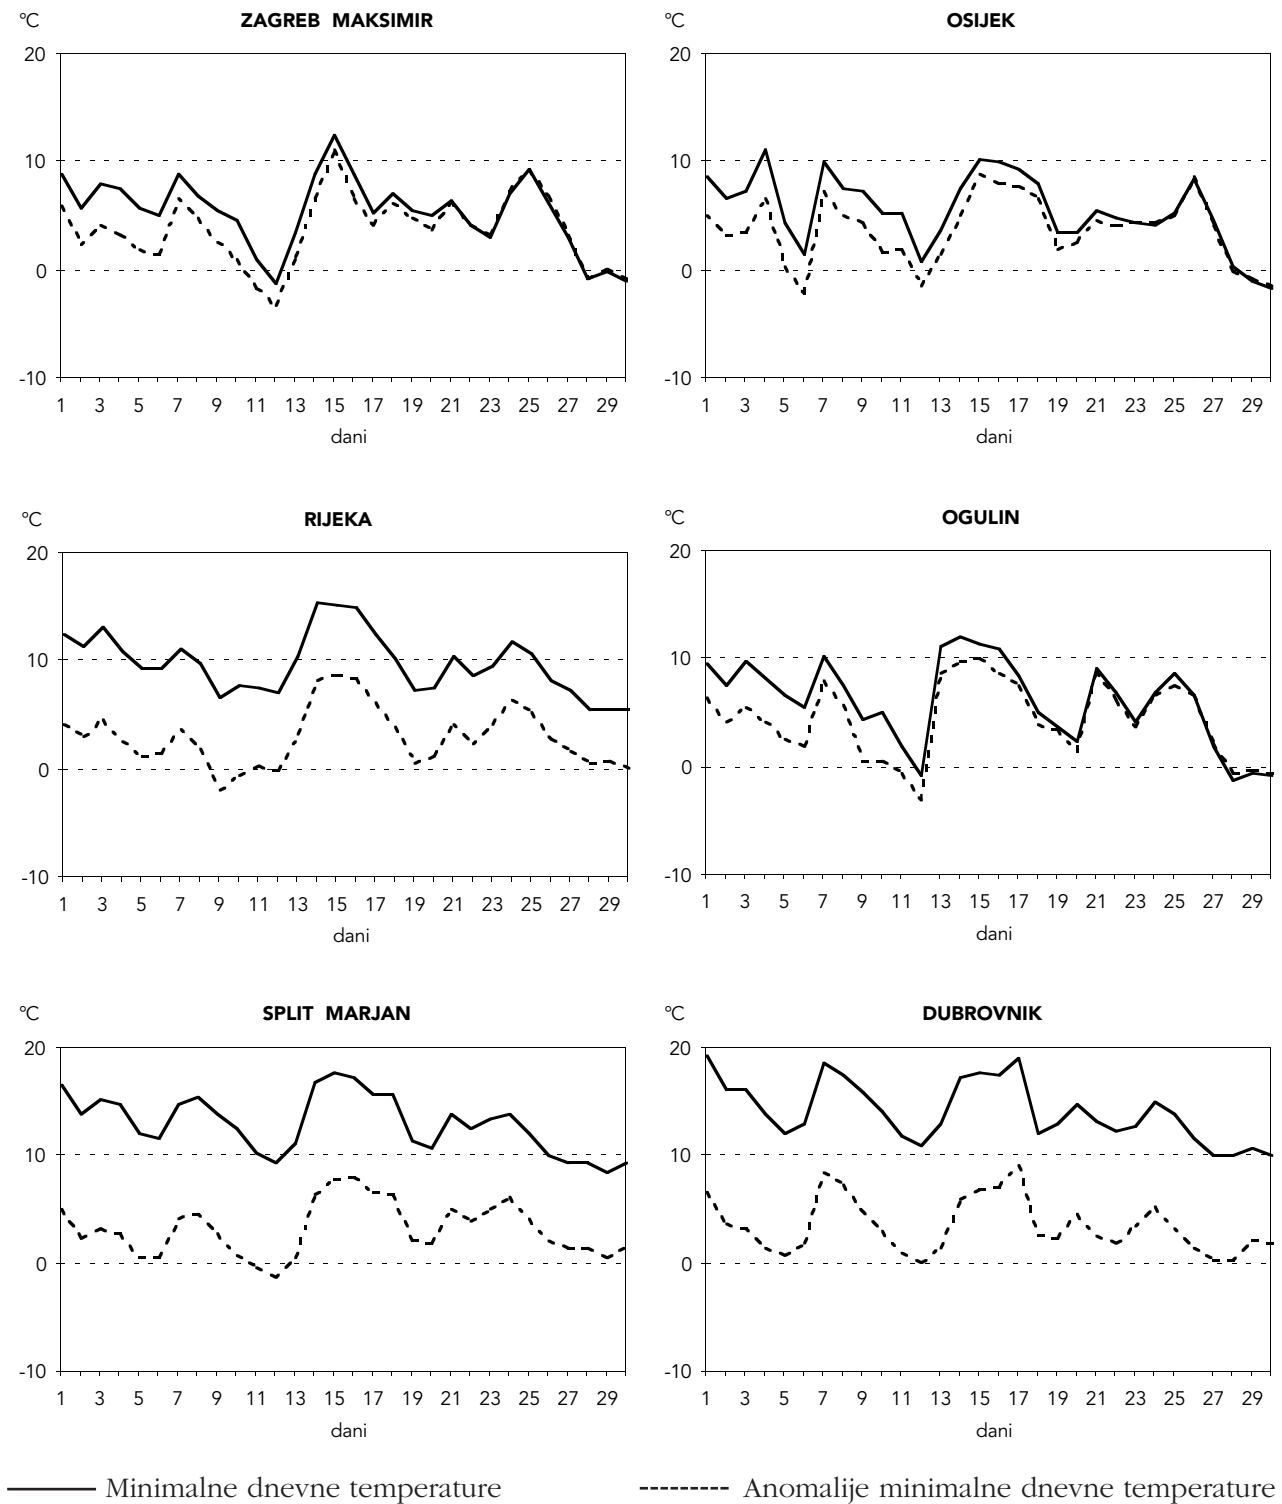 °C ZAGREB MAKSIMIR
20
10
0
-10
1 3 5 7 9 11 13 15 17 19 21 23 25 27 29
dani
°C OSIJEK
20
10
0
-10
1 3 5 7 9 11 13 15 17 19 21 23 25 27 29
dani
°C RIJEKA
20
10
0
-10
1 3 5 7 9 11 13 15 17 19 21 23 25 27 29
dani
°C OGULIN
20
10
0
-10
1 3 5 7 9 11 13 15 17 19 21 23 25 27 29
dani
°C SPLIT MARJAN
20
10
0
-10
1 3 5 7 9 11 13 15 17 19 21 23 25 27 29
dani
°C DUBROVNIK
20
10
0
-10
1 3 5 7 9 11 13 15 17 19 21 23 25 27 29
dani
Minimalne dnevne temperature
Anomalije minimalne dnevne temperature